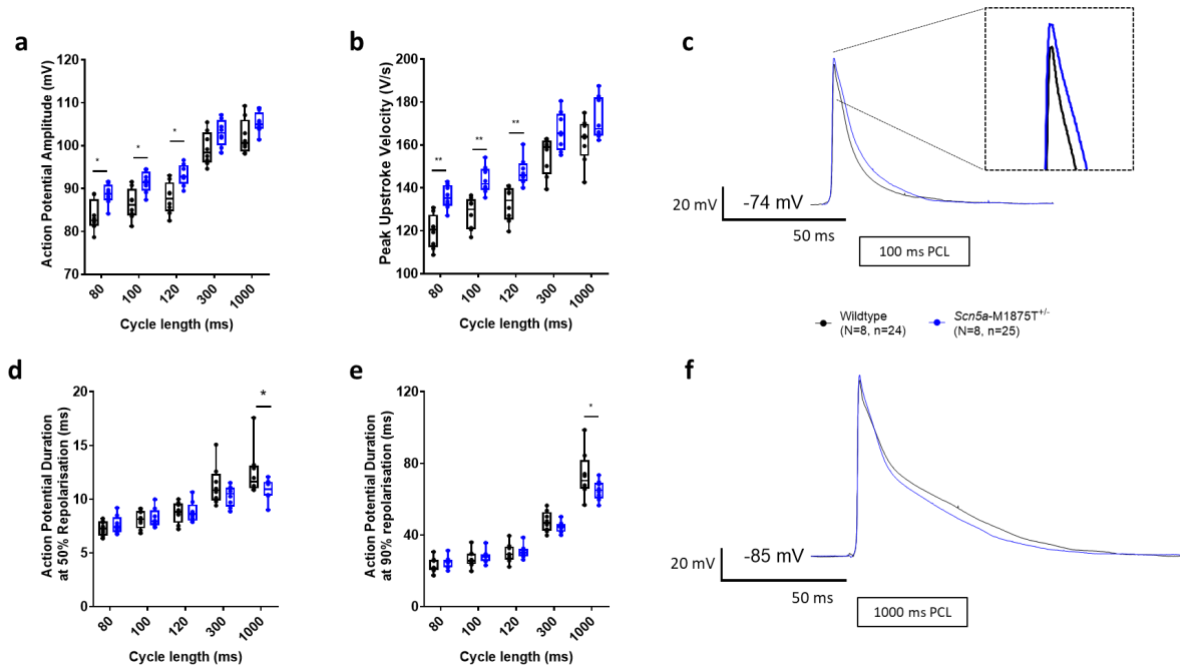 a
Action Potential Amplitude (mV)
120
110
100
90
80
70
*
*
*
80
100
120
300
1000
Cycle length (ms)
b
Peak Upstroke Velocity (V/s)
200
180
160
140
120
100
**
**
**
80
100
120
300
1000
Cycle length (ms)
c
20 mV
-74 mV
50 ms
100 ms PCL
Wildtype
(N=8, n=24)
Scn5a-M1875T+/-
(N=8, n=25)
d
Action Potential Duration
at 50% Repolarisation (ms)
20
15
10
5
0
*
80
100
120
300
1000
Cycle length (ms)
e
Action Potential Duration
at 90% repolarisation (ms)
120
80
40
0
*
80
100
120
300
1000
Cycle length (ms)
f
20 mV
-85 mV
50 ms
1000 ms PCL